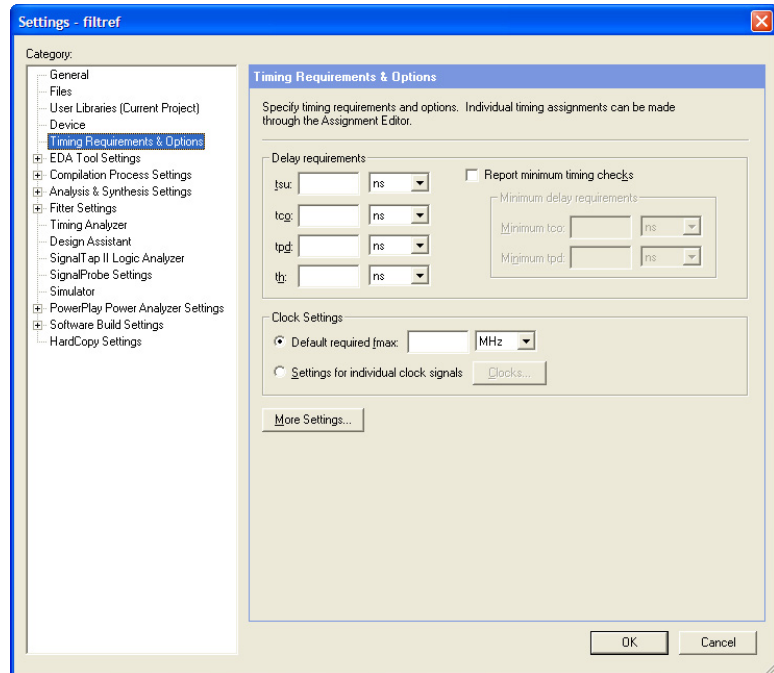 Settings - filtref
Category:
General
Files
User Libraries (Current Project)
Device
Timing Requirements & Options
EDA Tool Settings
Compilation Process Settings
Analysis & Synthesis Settings
Fitter Settings
Timing Analyzer
Design Assistant
SignalTap II Logic Analyzer
SignalProbe Settings
Simulator
PowerPlay Power Analyzer Settings
Software Build Settings
HardCopy Settings
Timing Requirements & Options
Specify timing requirements and options. Individual timing assignments can be made
through the Assignment Editor.
Delay requirements
tsu: ns
tco: ns
tpd: ns
th: ns
Report minimum timing checks
Minimum delay requirements
Minimum tco: ns
Minimum tpd: ns
Clock Settings
Default required fmax: MHz
Settings for individual clock signals Clocks...
More Settings...
OK Cancel